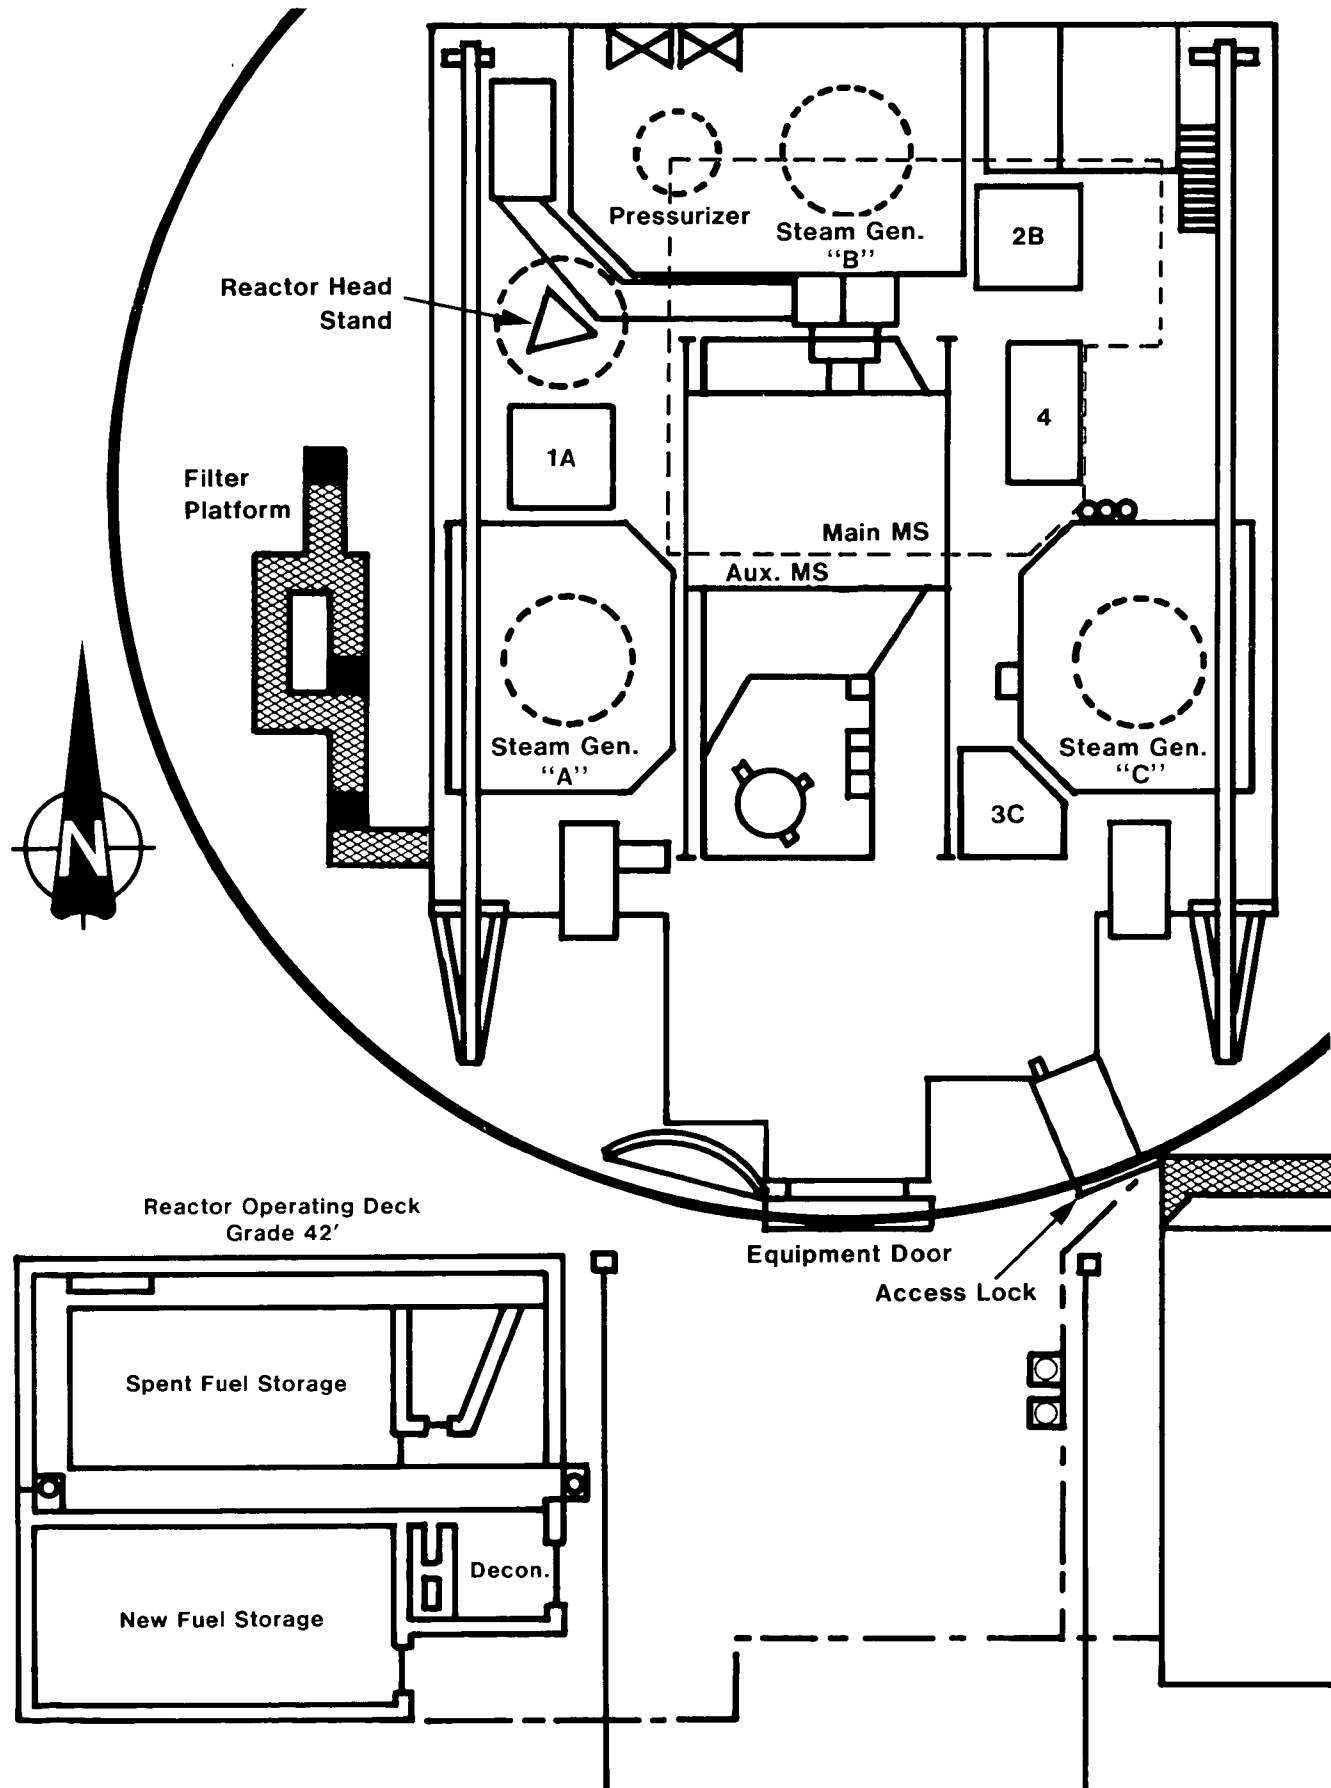 Pressurizer
Steam Gen.
"B"
2B
Reactor Head
Stand
4
1A
Filter
Platform
Main MS
Aux. MS
Steam Gen.
"A"
Steam Gen.
"C"
3C
N
Reactor Operating Deck
Grade 42'
Equipment Door
Access Lock
Spent Fuel Storage
Decon.
New Fuel Storage